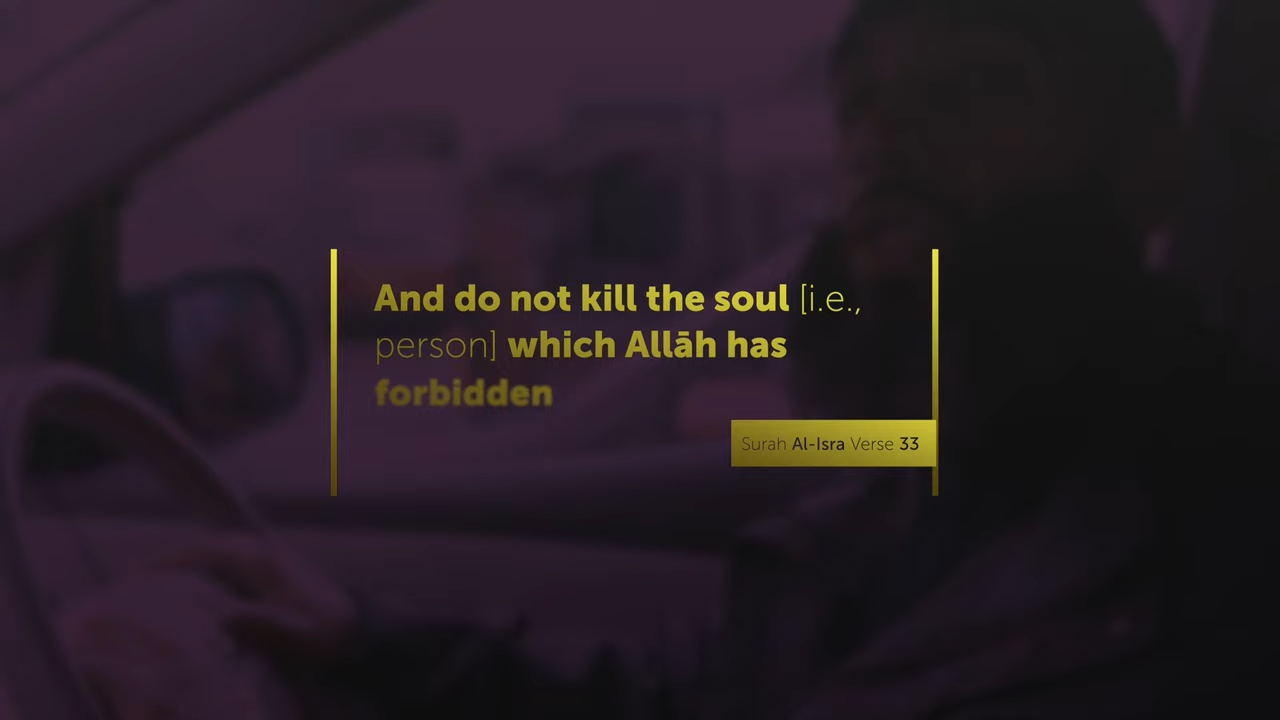 And do not kill the soul [i.e.,
person] which Allāh has
forbidden
Surah Al-Isra Verse 33